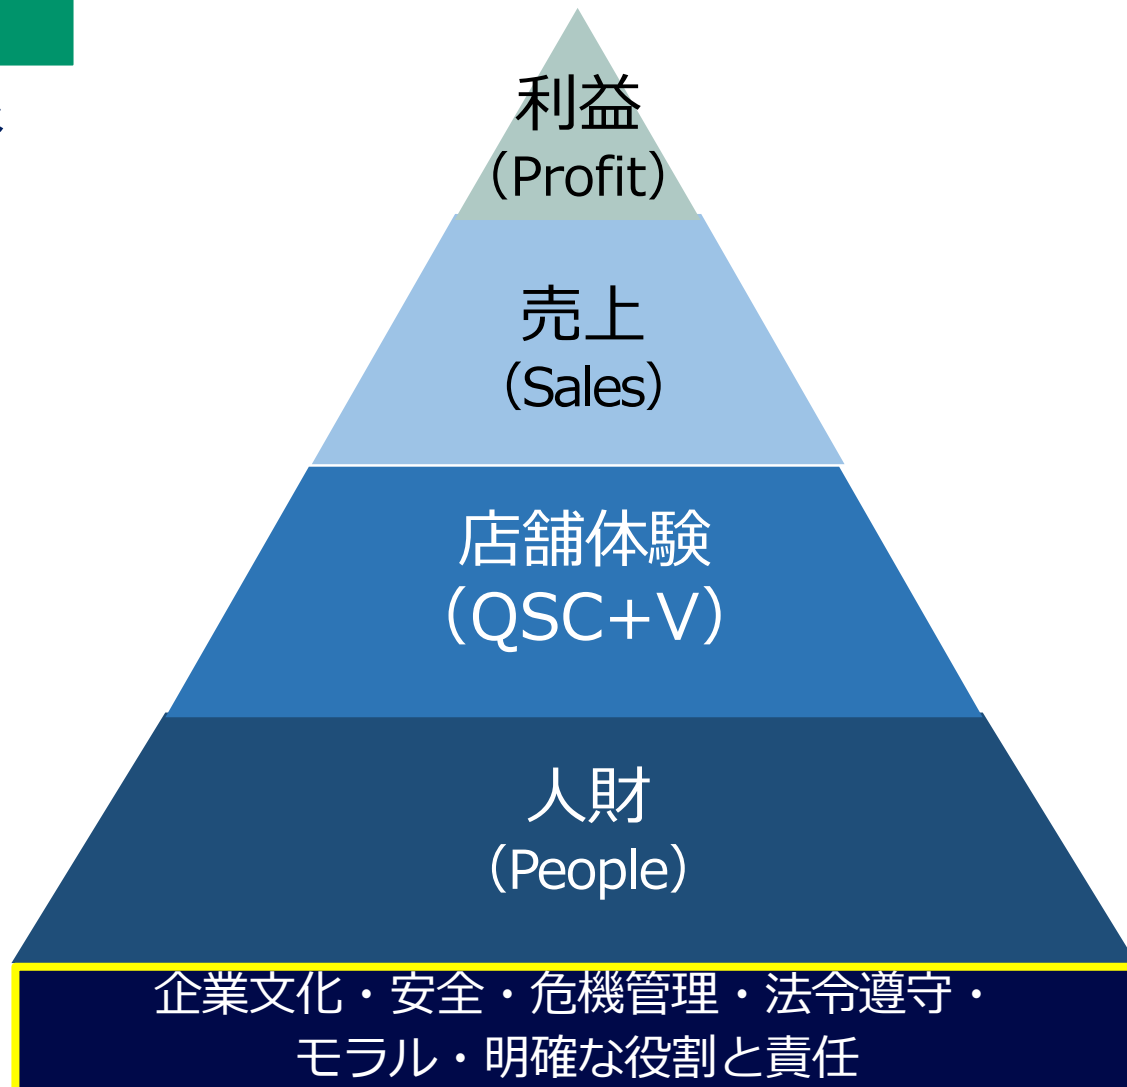 利益
（Profit）
売上
（Sales）
店舗体験
（QSC+V）
人財
（People）
企業文化・安全・危機管理・法令遵守・
モラル・明確な役割と責任